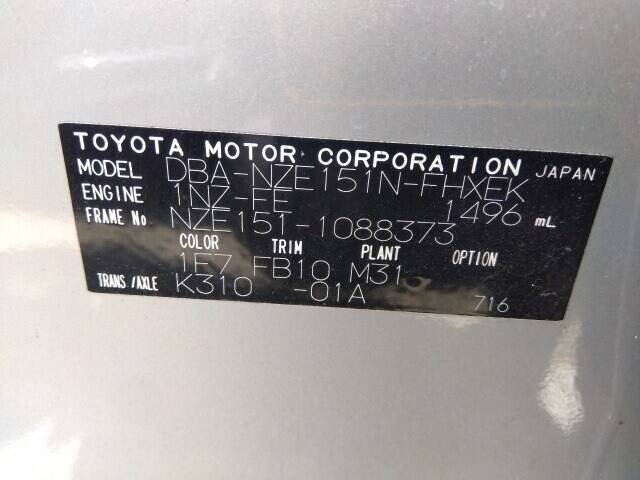 TOYOTA MOTOR CORPORATION JAPAN
MODEL DBA-NZE151N-FHXEK
ENGINE 1NZ-FE 1496 mL
FRAME No NZE151-1088373
COLOR TRIM PLANT OPTION
1F7 FB10 M31
TRANS./AXLE K310 -01A 716